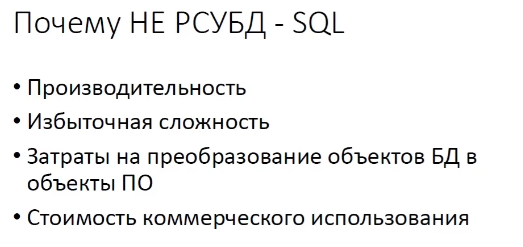 Почему НЕ РСУБД - SQL
• Производительность
• Избыточная сложность
• Затраты на преобразование объектов БД в
объекты ПО
• Стоимость коммерческого использования